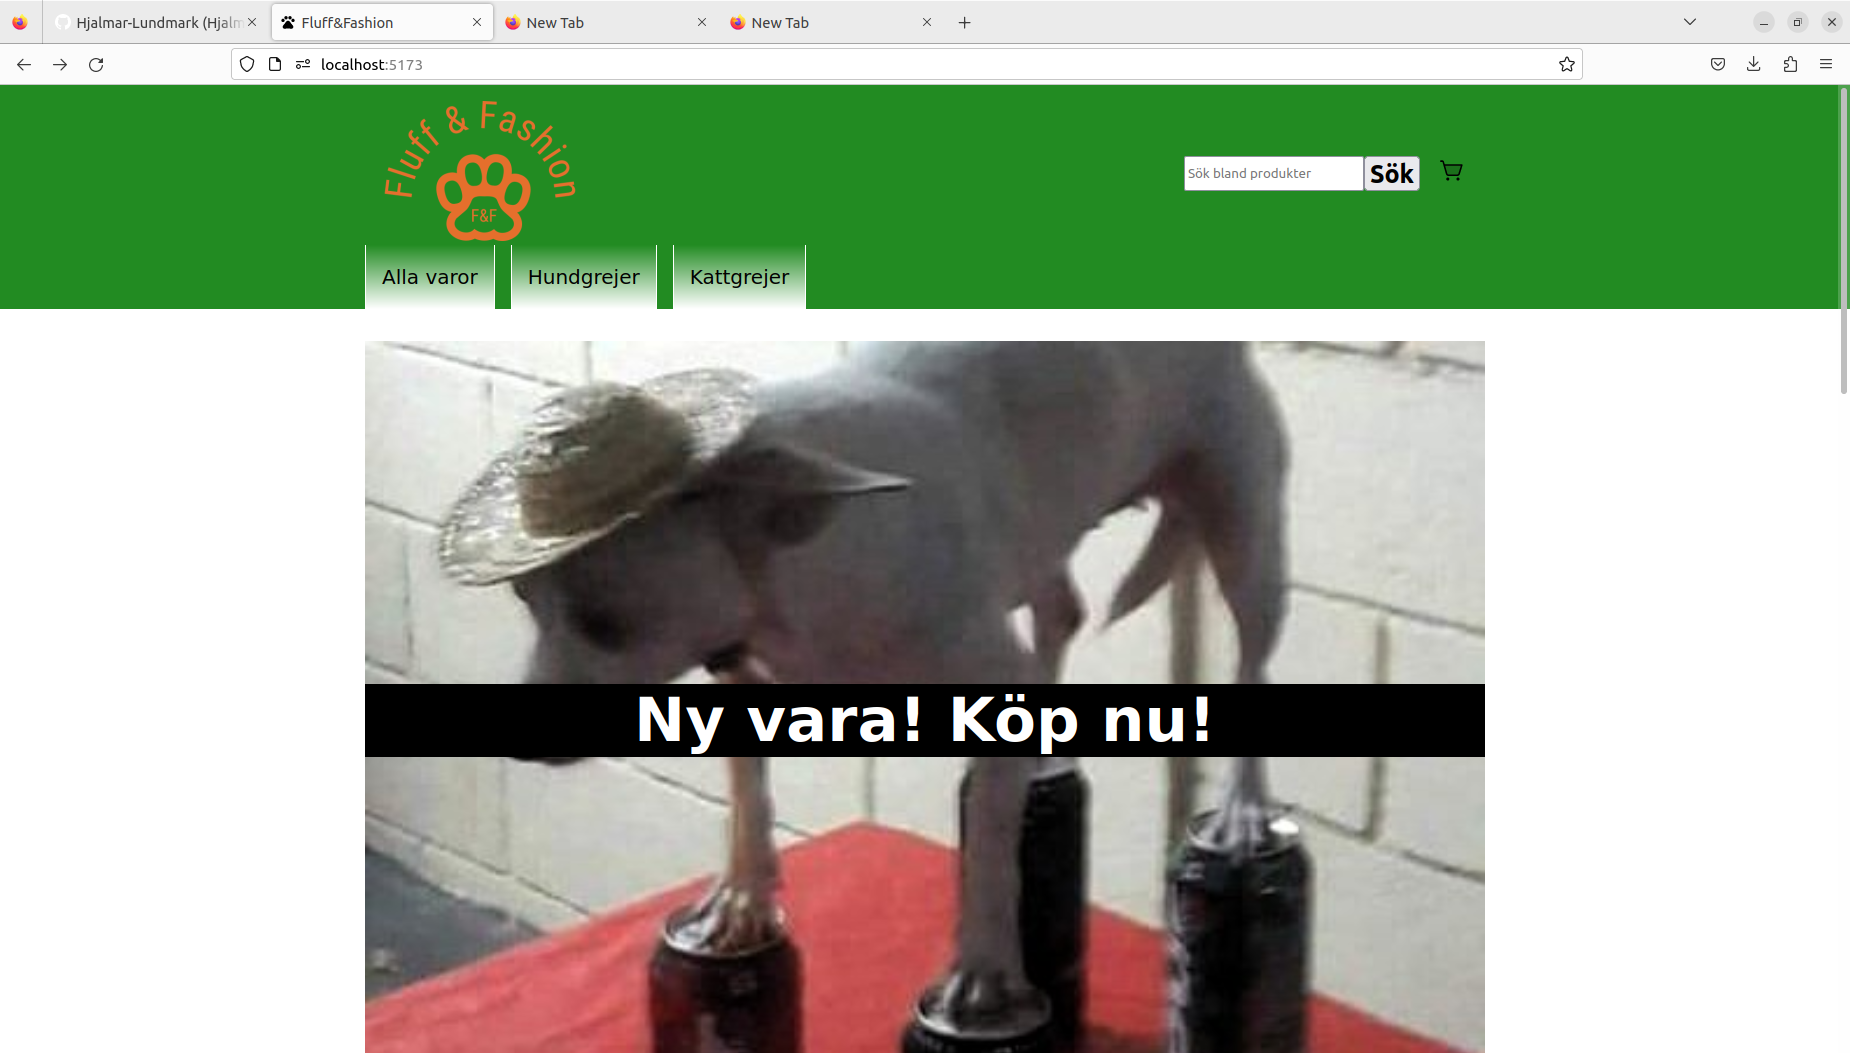 Hjalmar-Lundmark (Hjalm
Fluff&Fashion
New Tab
New Tab
localhost:5173
Fluff & Fashion
F&F
Sök bland produkter
Sök
Alla varor
Hundgrejer
Kattgrejer
Ny vara! Köp nu!